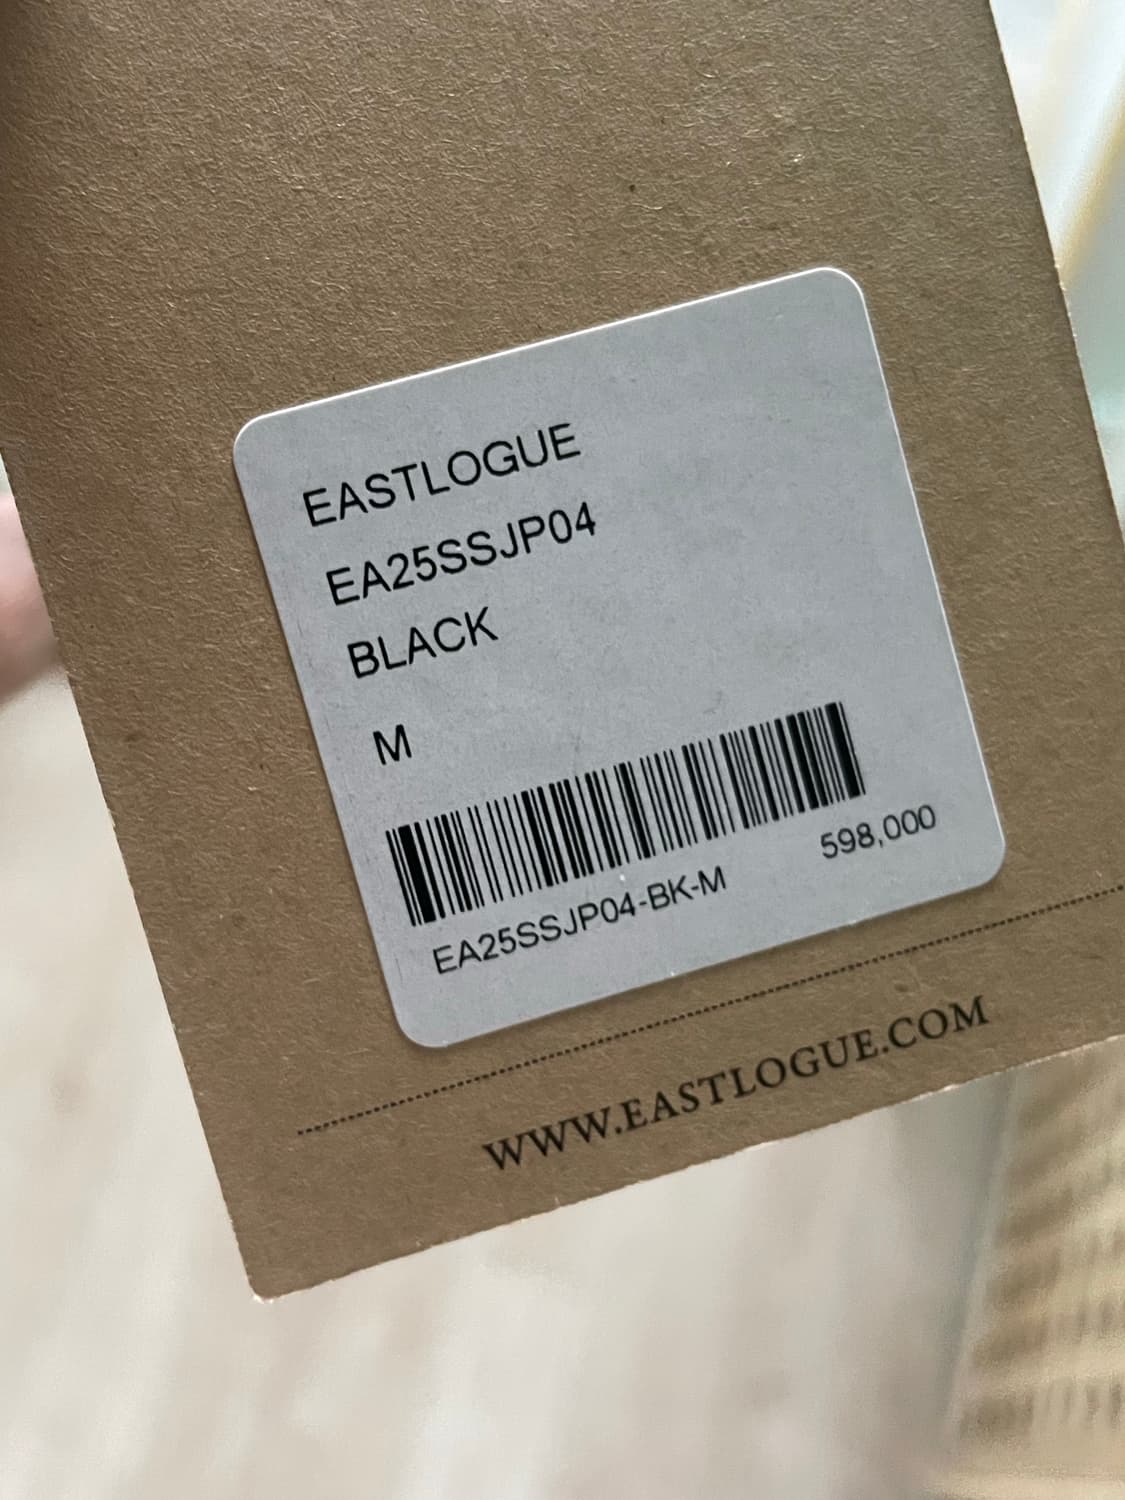 EASTLOGUE
EA25SSJP04
BLACK
M
EA25SSJP04-BK-M
598,000
WWW.EASTLOGUE.COM